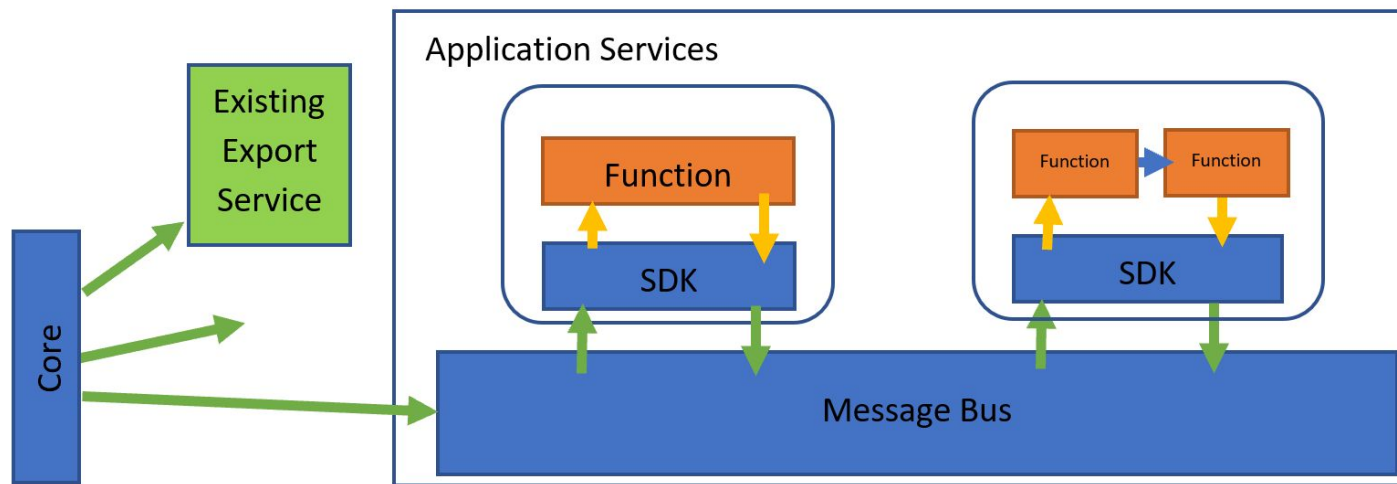 Application Services
Existing
Export
Service
Function
Function
Function
SDK
SDK
Core
Message Bus